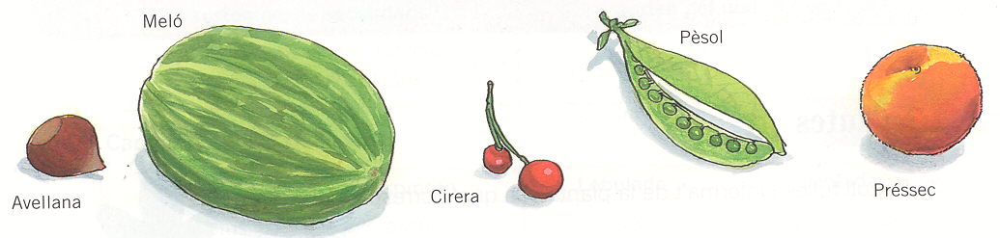 Meló
Pèsol
Avellana
Cirera
Préssec